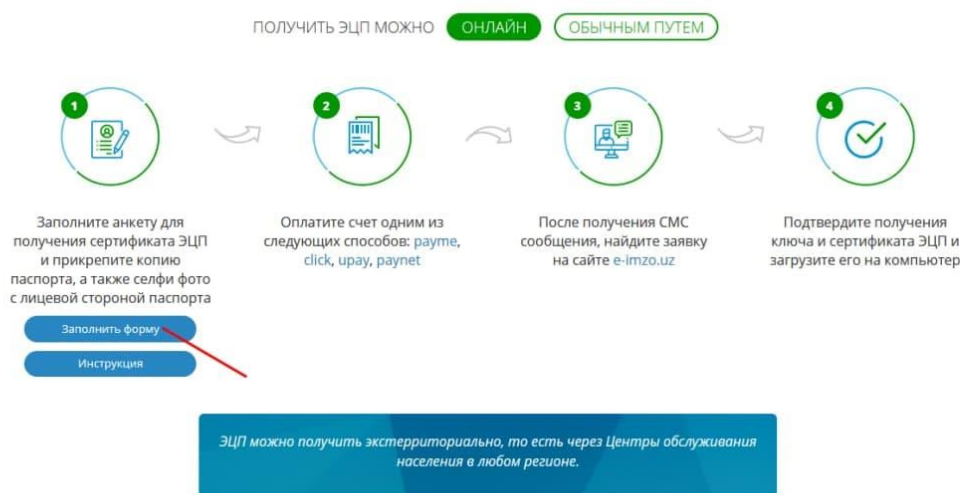 ПОЛУЧИТЬ ЭЦП МОЖНО ОНЛАЙН ОБЫЧНЫМ ПУТЕМ
1
Заполните анкету для
получения сертификата ЭЦП
и прикрепите копию
паспорта, а также селфи фото
с лицевой стороной паспорта
Заполнить форму
Инструкция
2
Оплатите счет одним из
следующих способов: payme,
click, upay, paynet
3
После получения СМС
сообщения, найдите заявку
на сайте e-imzo.uz
4
Подтвердите получения
ключа и сертификата ЭЦП и
загрузите его на компьютер
ЭЦП можно получить экстерриториально, то есть через Центры обслуживания
населения в любом регионе.